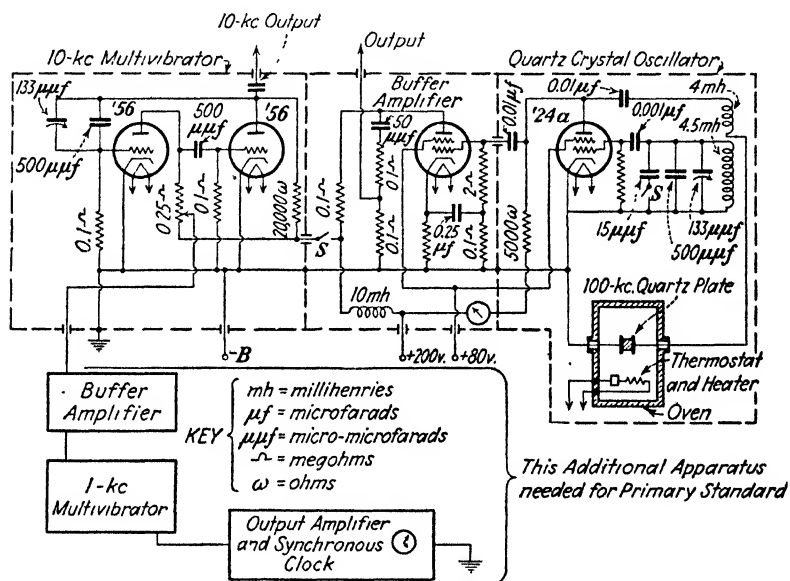 10-kc Output
10-kc Multivibrator
Output
Quartz Crystal Oscillator
133μμf
'56
500
μμf
'56
500μμf
0.1℧
0.25℧
0.1℧
20,000ω
S
0.1℧
Buffer
Amplifier
50
μμf
0.1℧
0.1℧
0.25
μf
2℧
0.1℧
0.01μf
5000ω
0.01μf
'24a
0.001μf
4mh
4.5mh
S
15μμf
500μμf
133μμf
10mh
-B
+200v.
+80v.
100-kc. Quartz Plate
Thermostat
and Heater
Oven
Buffer
Amplifier
1-kc
Multivibrator
Output Amplifier
and Synchronous
Clock
KEY
mh = millihenries
μf = microfarads
μμf = micro-microfarads
℧ = megohms
ω = ohms
This Additional Apparatus
needed for Primary Standard